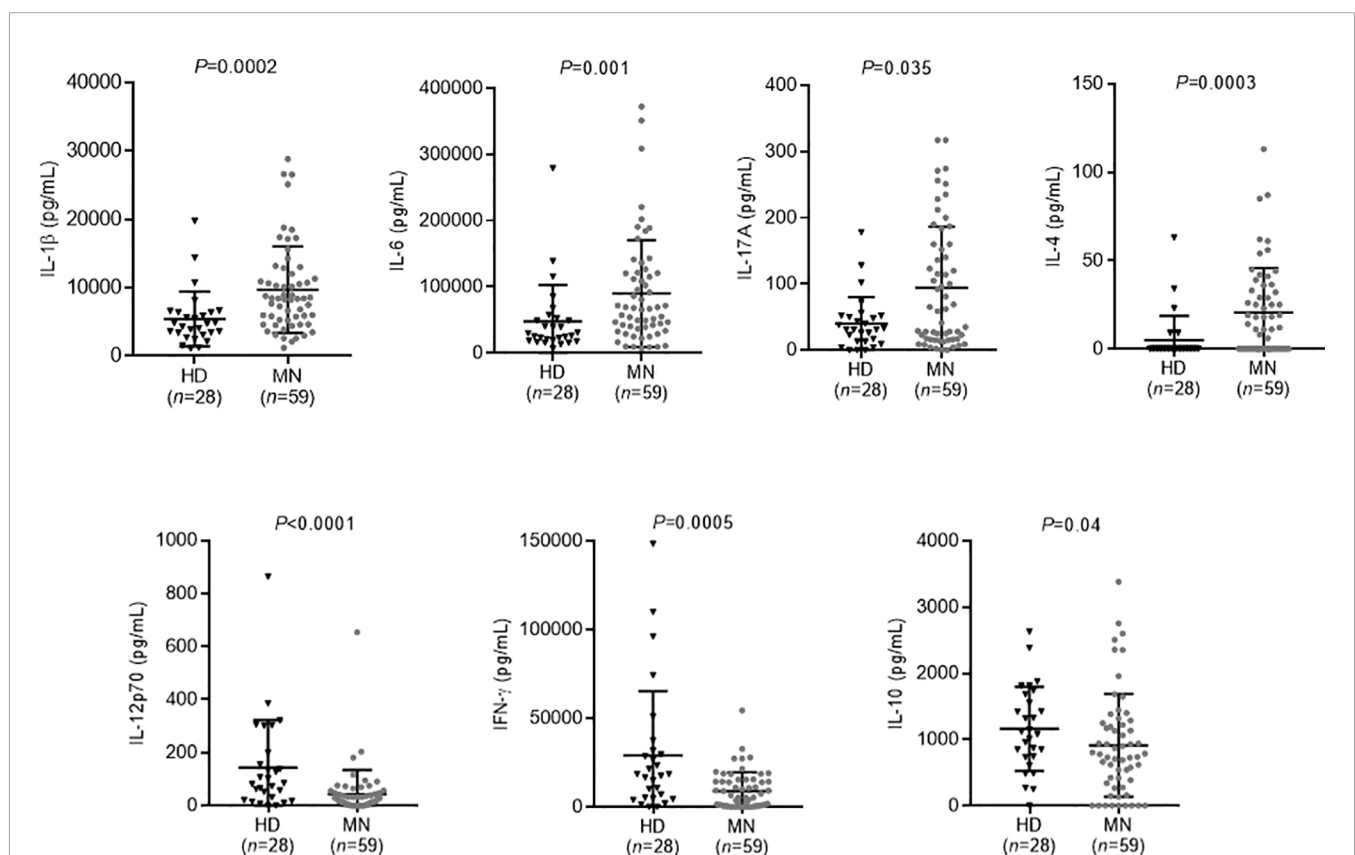 P=0.0002
IL-1β (pg/mL)
40000
30000
20000
10000
0
HD
MN
(n=28)
(n=59)
P=0.001
IL-6 (pg/mL)
400000
300000
200000
100000
0
HD
MN
(n=28)
(n=59)
P=0.035
IL-17A (pg/mL)
400
300
200
100
0
HD
MN
(n=28)
(n=59)
P=0.0003
IL-4 (pg/mL)
150
100
50
0
HD
MN
(n=28)
(n=59)
P<0.0001
IL-12p70 (pg/mL)
1000
800
600
400
200
0
HD
MN
(n=28)
(n=59)
P=0.0005
IFN-γ (pg/mL)
150000
100000
50000
0
HD
MN
(n=28)
(n=59)
P=0.04
IL-10 (pg/mL)
4000
3000
2000
1000
0
HD
MN
(n=28)
(n=59)